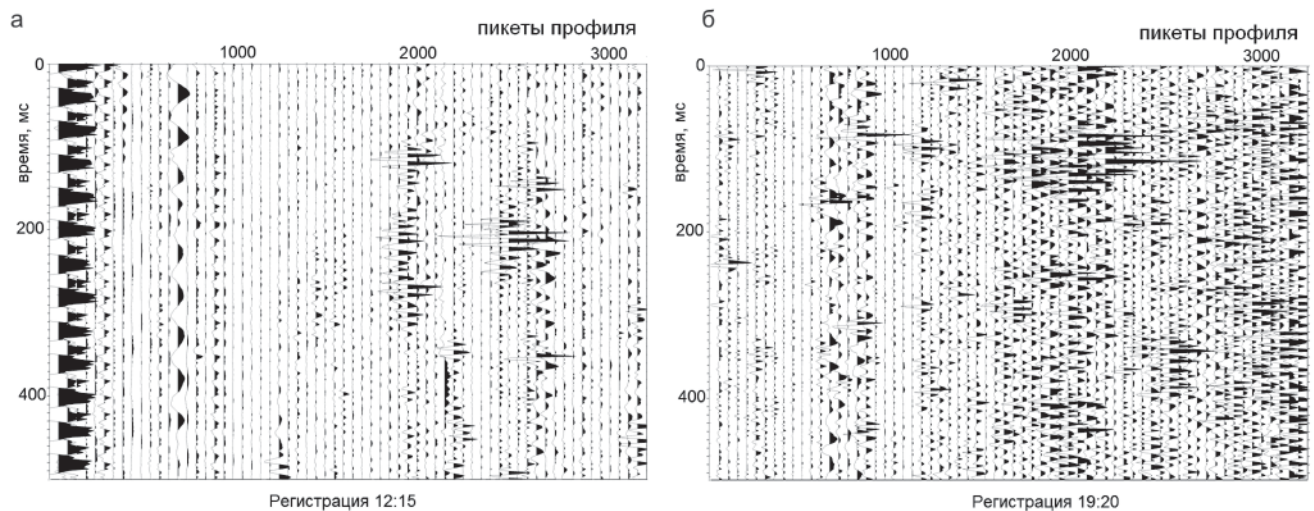 а
пикеты профиля
1000 2000 3000
0
200
400
время, мс
Регистрация 12:15
б
пикеты профиля
1000 2000 3000
0
200
400
время, мс
Регистрация 19:20